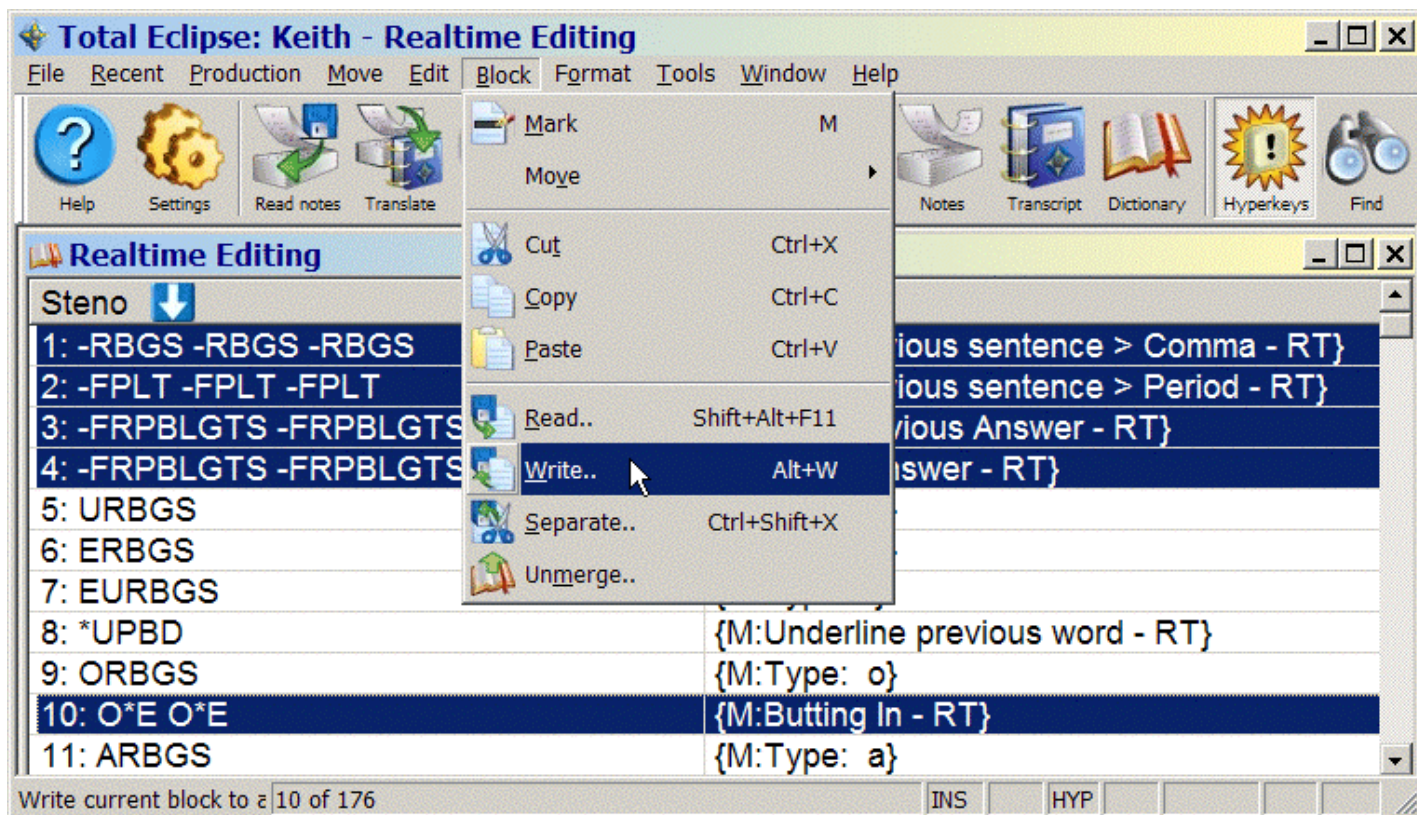 Total Eclipse: Keith - Realtime Editing
File Recent Production Move Edit Block Format Tools Window Help
Help Settings Read notes Translate Notes Transcript Dictionary Hyperkeys Find
Mark M
Move
Cut Ctrl+X
Copy Ctrl+C
Paste Ctrl+V
Read.. Shift+Alt+F11
Write.. Alt+W
Separate.. Ctrl+Shift+X
Unmerge..
Realtime Editing
Steno
1: -RBGS -RBGS -RBGS sentence > Comma - RT}
2: -FPLT -FPLT -FPLT sentence > Period - RT}
3: -FRPBLGTS -FRPBLGTS Answer - RT}
4: -FRPBLGTS -FRPBLGTS - RT}
5: URBGS
6: ERBGS
7: EURBGS
8: *UPBD {M:Underline previous word - RT}
9: ORBGS {M:Type: o}
10: O*E O*E {M:Butting In - RT}
11: ARBGS {M:Type: a}
Write current block to a 10 of 176 INS HYP